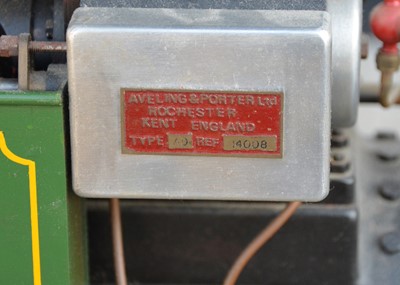 AVELING & PORTER Ltd
ROCHESTER
KENT ENGLAND
TYPE REF 14008